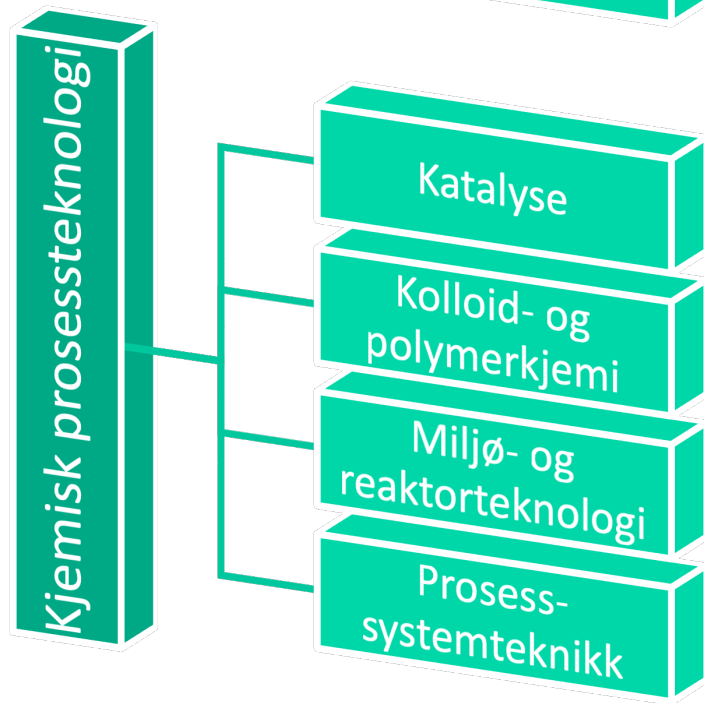 Kjemisk prosessteknologi
Katalyse
Kolloid- og
polymerkjemi
Miljø- og
reaktorteknologi
Prosess-
systemteknikk